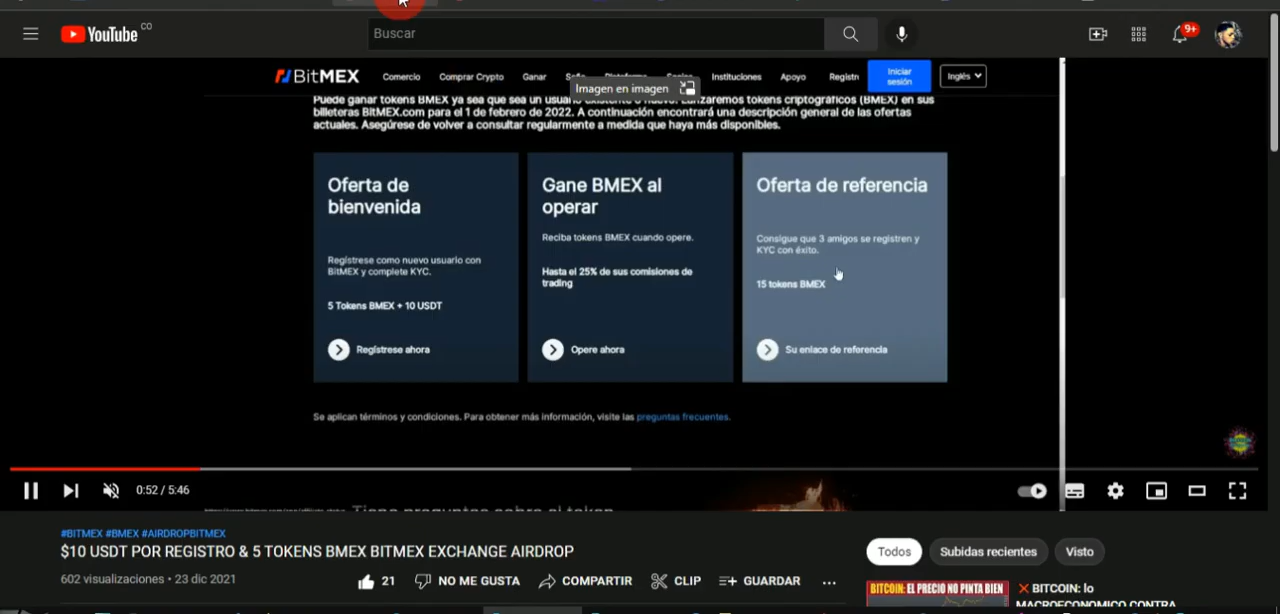 YouTube CO
Buscar
9+
BitMEX Comercio Comprar Crypto Ganar Instituciones Apoyo Registro Iniciar sesión Inglés
Imagen en imagen
Puede ganar tokens BMEX ya sea que sea un usuario existente o nuevo. Lanzaremos tokens criptográficos (BMEX) en sus
billeteras BitMEX.com para el 1 de febrero de 2022. A continuación encontrará una descripción general de las ofertas
actuales. Asegúrese de volver a consultar regularmente a medida que haya más disponibles.
Oferta de
bienvenida
Regístrese como nuevo usuario con
BitMEX y complete KYC.
5 Tokens BMEX + 10 USDT
Regístrese ahora
Gane BMEX al
operar
Reciba tokens BMEX cuando opere.
Hasta el 25% de sus comisiones de
trading
Opere ahora
Oferta de referencia
Consigue que 3 amigos se registren y
KYC con éxito.
15 tokens BMEX
Su enlace de referencia
Se aplican términos y condiciones. Para obtener más información, visite las preguntas frecuentes.
0:52 / 5:46
#BITMEX #BMEX #AIRDROPBITMEX
$10 USDT POR REGISTRO & 5 TOKENS BMEX BITMEX EXCHANGE AIRDROP
602 visualizaciones • 23 dic 2021
21 NO ME GUSTA COMPARTIR CLIP GUARDAR ...
Todos Subidas recientes Visto
BITCOIN: EL PRECIO NO PINTA BIEN
BITCOIN: lo
MACROECONOMICO CONTRA